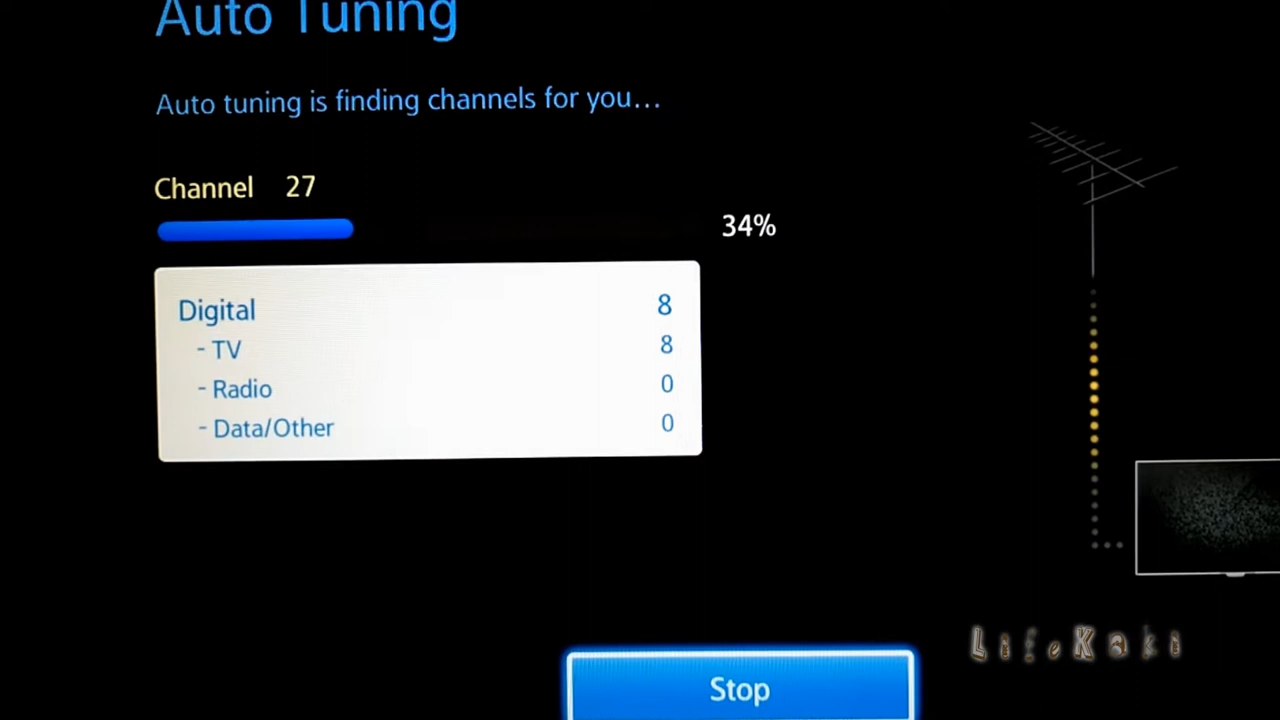 Auto Tuning
Auto tuning is finding channels for you...
Channel 27
34%
Digital 8
- TV 8
- Radio 0
- Data/Other 0
LifeKaki
Stop